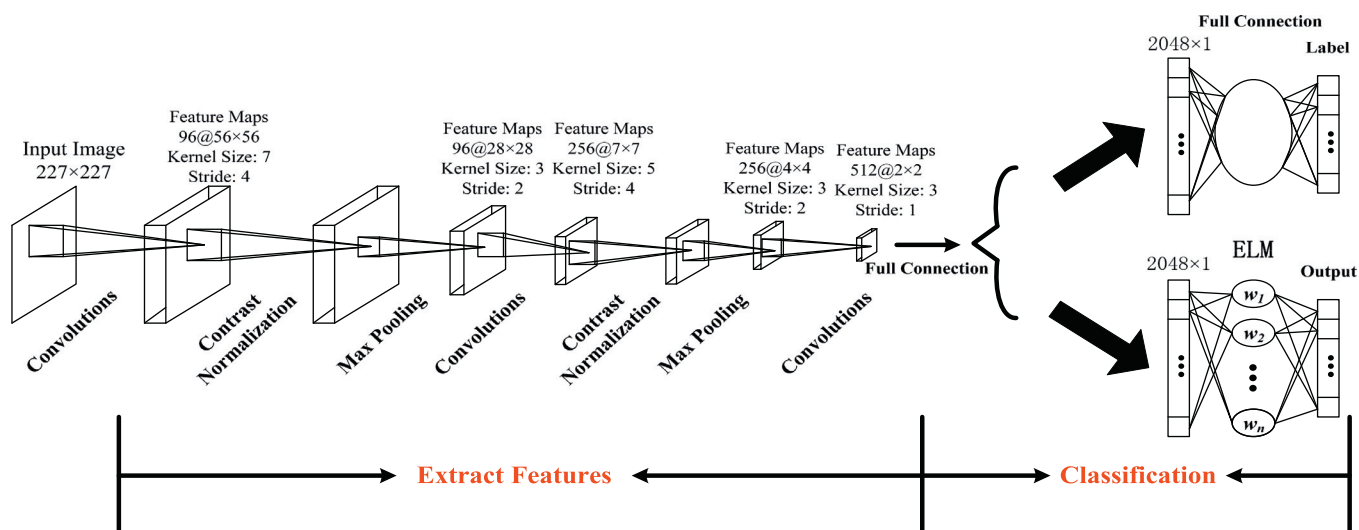 Input Image
227×227
Feature Maps
96@56×56
Kernel Size: 7
Stride: 4
Feature Maps
96@28×28
Kernel Size: 3
Stride: 2
Feature Maps
256@7×7
Kernel Size: 5
Stride: 4
Feature Maps
256@4×4
Kernel Size: 3
Stride: 2
Feature Maps
512@2×2
Kernel Size: 3
Stride: 1
Convolutions
Contrast
Normalization
Max Pooling
Convolutions
Contrast
Normalization
Max Pooling
Convolutions
Full Connection
Full Connection
2048×1
Label
2048×1
ELM
Output
w1
w2
wn
Extract Features
Classification